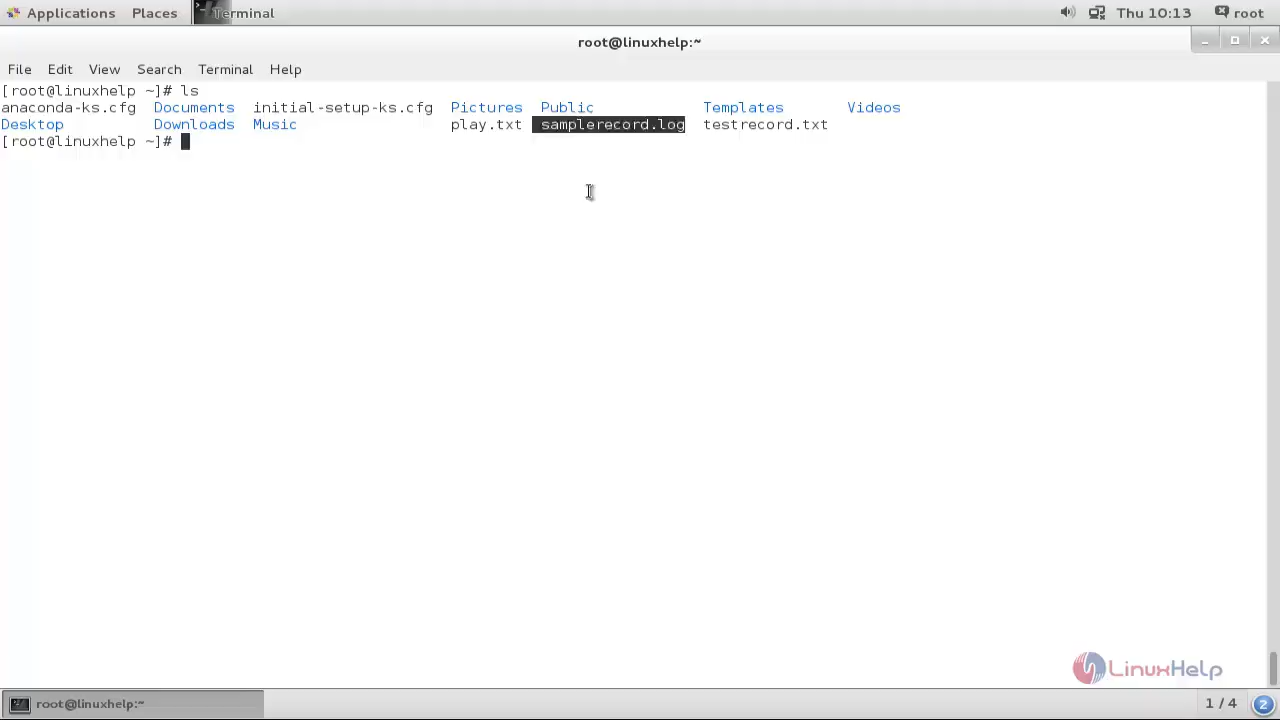 Applications Places Terminal Thu 10:13 root
root@linuxhelp:~
File Edit View Search Terminal Help
[root@linuxhelp ~]# ls
anaconda-ks.cfg Documents initial-setup-ks.cfg Pictures Public Templates Videos
Desktop Downloads Music play.txt samplerecord.log testrecord.txt
[root@linuxhelp ~]#
LinuxHelp
root@linuxhelp:~ 1 / 4 2